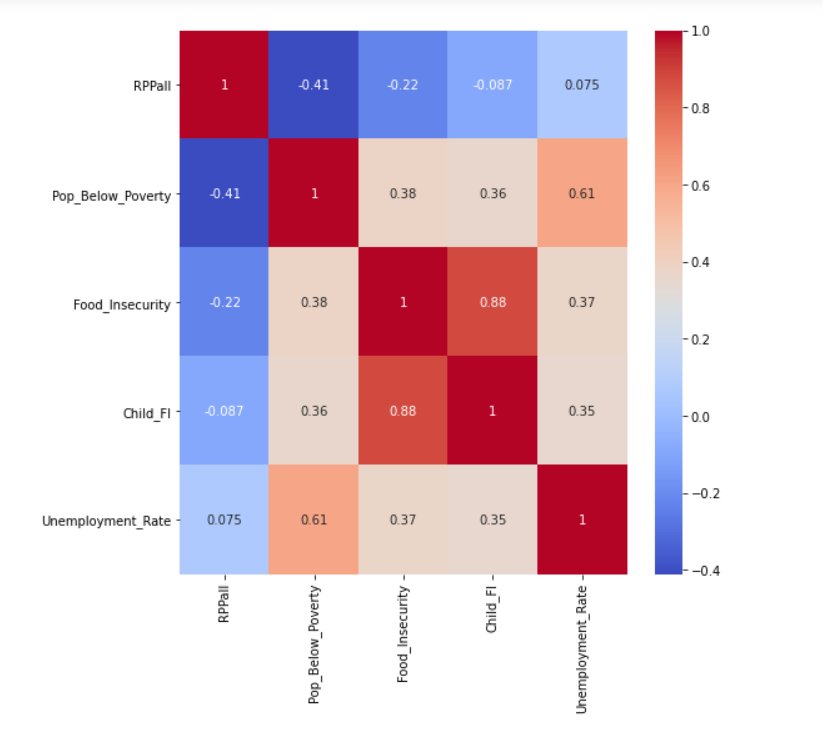 1.0
RPPall 1 -0.41 -0.22 -0.087 0.075
0.8
Pop_Below_Poverty -0.41 1 0.38 0.36 0.61
0.6
0.4
Food_Insecurity -0.22 0.38 1 0.88 0.37
0.2
0.0
Child_FI -0.087 0.36 0.88 1 0.35
−0.2
Unemployment_Rate 0.075 0.61 0.37 0.35 1
−0.4
RPPall
Pop_Below_Poverty
Food_Insecurity
Child_FI
Unemployment_Rate